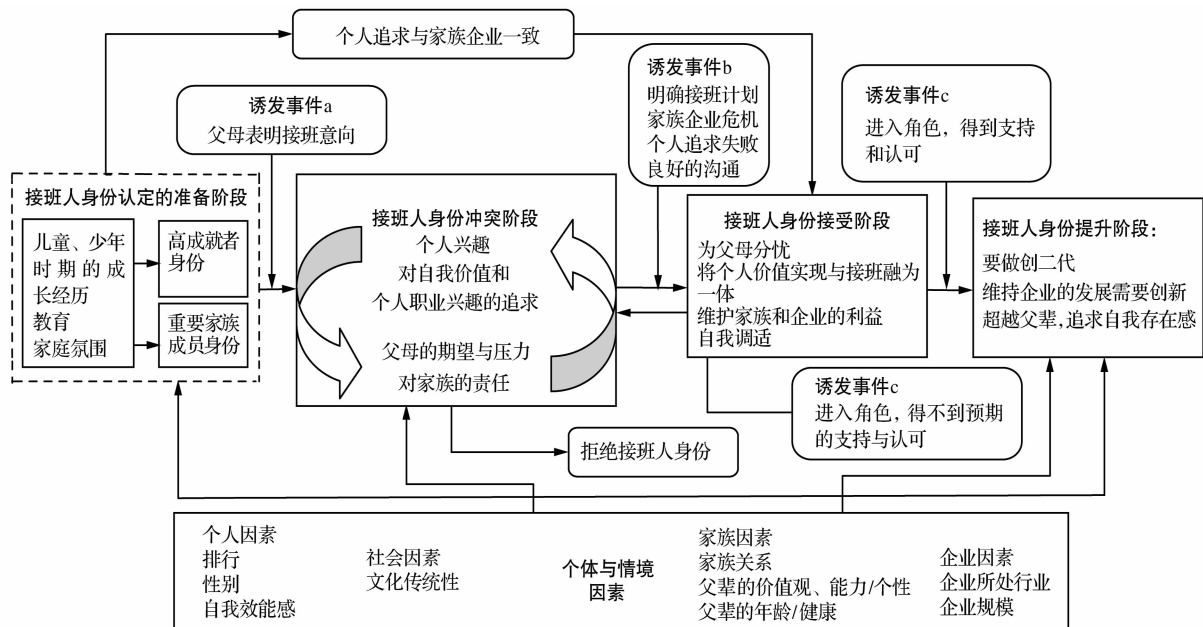 个人追求与家族企业一致
诱发事件a
父母表明接班意向
诱发事件b
明确接班计划
家族企业危机
个人追求失败
良好的沟通
诱发事件c
进入角色，得到支持
和认可
接班人身份认定的准备阶段
儿童、少年
时期的成
长经历
教育
家庭氛围
高成就者
身份
重要家族
成员身份
接班人身份冲突阶段
个人兴趣
对自我价值和
个人职业兴趣的追求
父母的期望与压力
对家族的责任
接班人身份接受阶段
为父母分忧
将个人价值实现与接班融为
一体
维护家族和企业的利益
自我调适
接班人身份提升阶段：
要做创二代
维持企业的发展需要创新
超越父辈，追求自我存在感
诱发事件c
进入角色，得不到预期
的支持与认可
拒绝接班人身份
个人因素
排行
性别
自我效能感
社会因素
文化传统性
个体与情境
因素
家族因素
家族关系
父辈的价值观、能力/个性
父辈的年龄/健康
企业因素
企业所处行业
企业规模